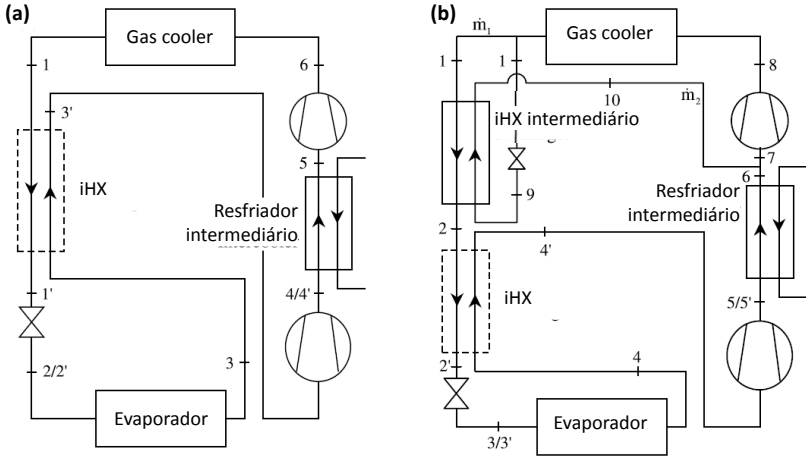 (a)
Gas cooler
1
6
3'
iHX
5
Resfriador
intermediário
1'
4/4'
2/2'
3
Evaporador
(b)
ṁ₁
Gas cooler
1
1
8
10
ṁ₂
iHX intermediário
7
6
9
Resfriador
intermediário
2
4'
iHX
5/5'
2'
4
3/3'
Evaporador